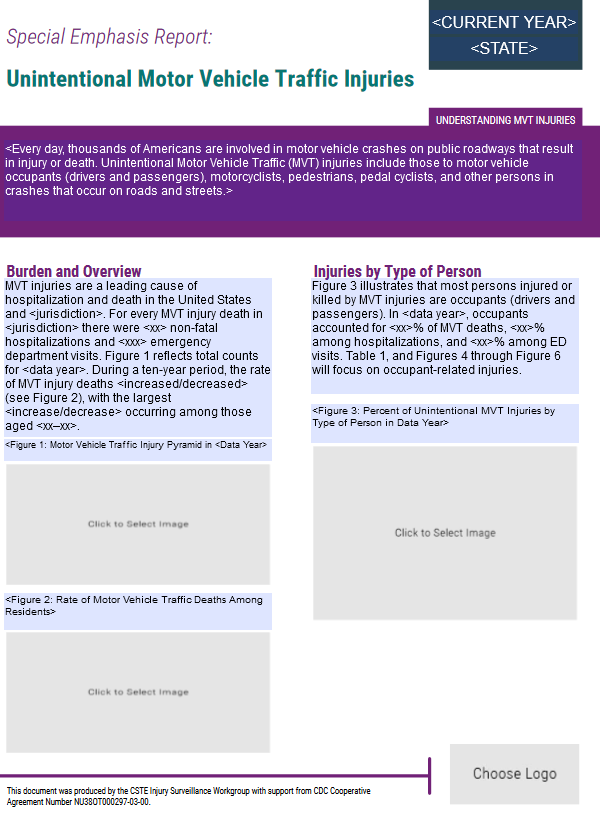 Special Emphasis Report:
<CURRENT YEAR>
<STATE>
Unintentional Motor Vehicle Traffic Injuries
UNDERSTANDING MVT INJURIES
<Every day, thousands of Americans are involved in motor vehicle crashes on public roadways that result
in injury or death. Unintentional Motor Vehicle Traffic (MVT) injuries include those to motor vehicle
occupants (drivers and passengers), motorcyclists, pedestrians, pedal cyclists, and other persons in
crashes that occur on roads and streets.>
Burden and Overview
MVT injuries are a leading cause of
hospitalization and death in the United States
and <jurisdiction>. For every MVT injury death in
<jurisdiction> there were <xx> non-fatal
hospitalizations and <xxx> emergency
department visits. Figure 1 reflects total counts
for <data year>. During a ten-year period, the rate
of MVT injury deaths <increased/decreased>
(see Figure 2), with the largest
<increase/decrease> occurring among those
aged <xx–xx>.
<Figure 1: Motor Vehicle Traffic Injury Pyramid in <Data Year>
Click to Select Image
<Figure 2: Rate of Motor Vehicle Traffic Deaths Among
Residents>
Click to Select Image
Injuries by Type of Person
Figure 3 illustrates that most persons injured or
killed by MVT injuries are occupants (drivers and
passengers). In <data year>, occupants
accounted for <xx>% of MVT deaths, <xx>%
among hospitalizations, and <xx>% among ED
visits. Table 1, and Figures 4 through Figure 6
will focus on occupant-related injuries.
<Figure 3: Percent of Unintentional MVT Injuries by
Type of Person in Data Year>
Click to Select Image
Choose Logo
This document was produced by the CSTE Injury Surveillance Workgroup with support from CDC Cooperative
Agreement Number NU38OT000297-03-00.